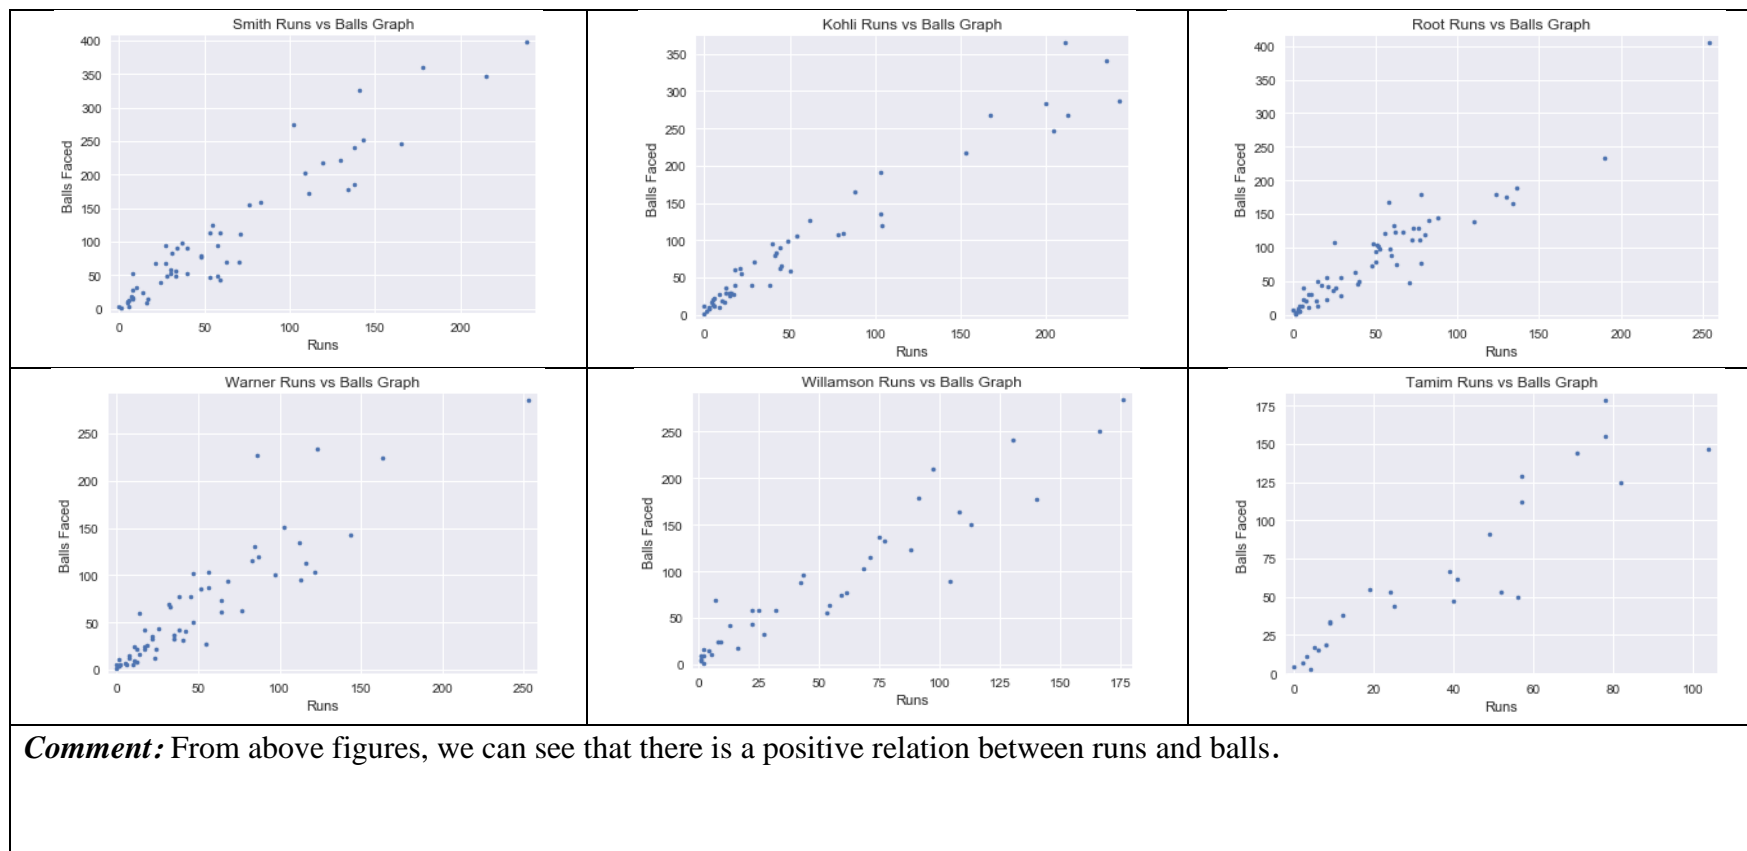 Smith Runs vs Balls Graph
400
350
300
250
200
150
100
50
0
Balls Faced
0 50 100 150 200
Runs
Kohli Runs vs Balls Graph
350
300
250
200
150
100
50
0
Balls Faced
0 50 100 150 200
Runs
Root Runs vs Balls Graph
400
350
300
250
200
150
100
50
0
Balls Faced
0 50 100 150 200 250
Runs
Warner Runs vs Balls Graph
250
200
150
100
50
0
Balls Faced
0 50 100 150 200 250
Runs
Willamson Runs vs Balls Graph
250
200
150
100
50
0
Balls Faced
0 25 50 75 100 125 150 175
Runs
Tamim Runs vs Balls Graph
175
150
125
100
75
50
25
0
Balls Faced
0 20 40 60 80 100
Runs
Comment: From above figures, we can see that there is a positive relation between runs and balls.